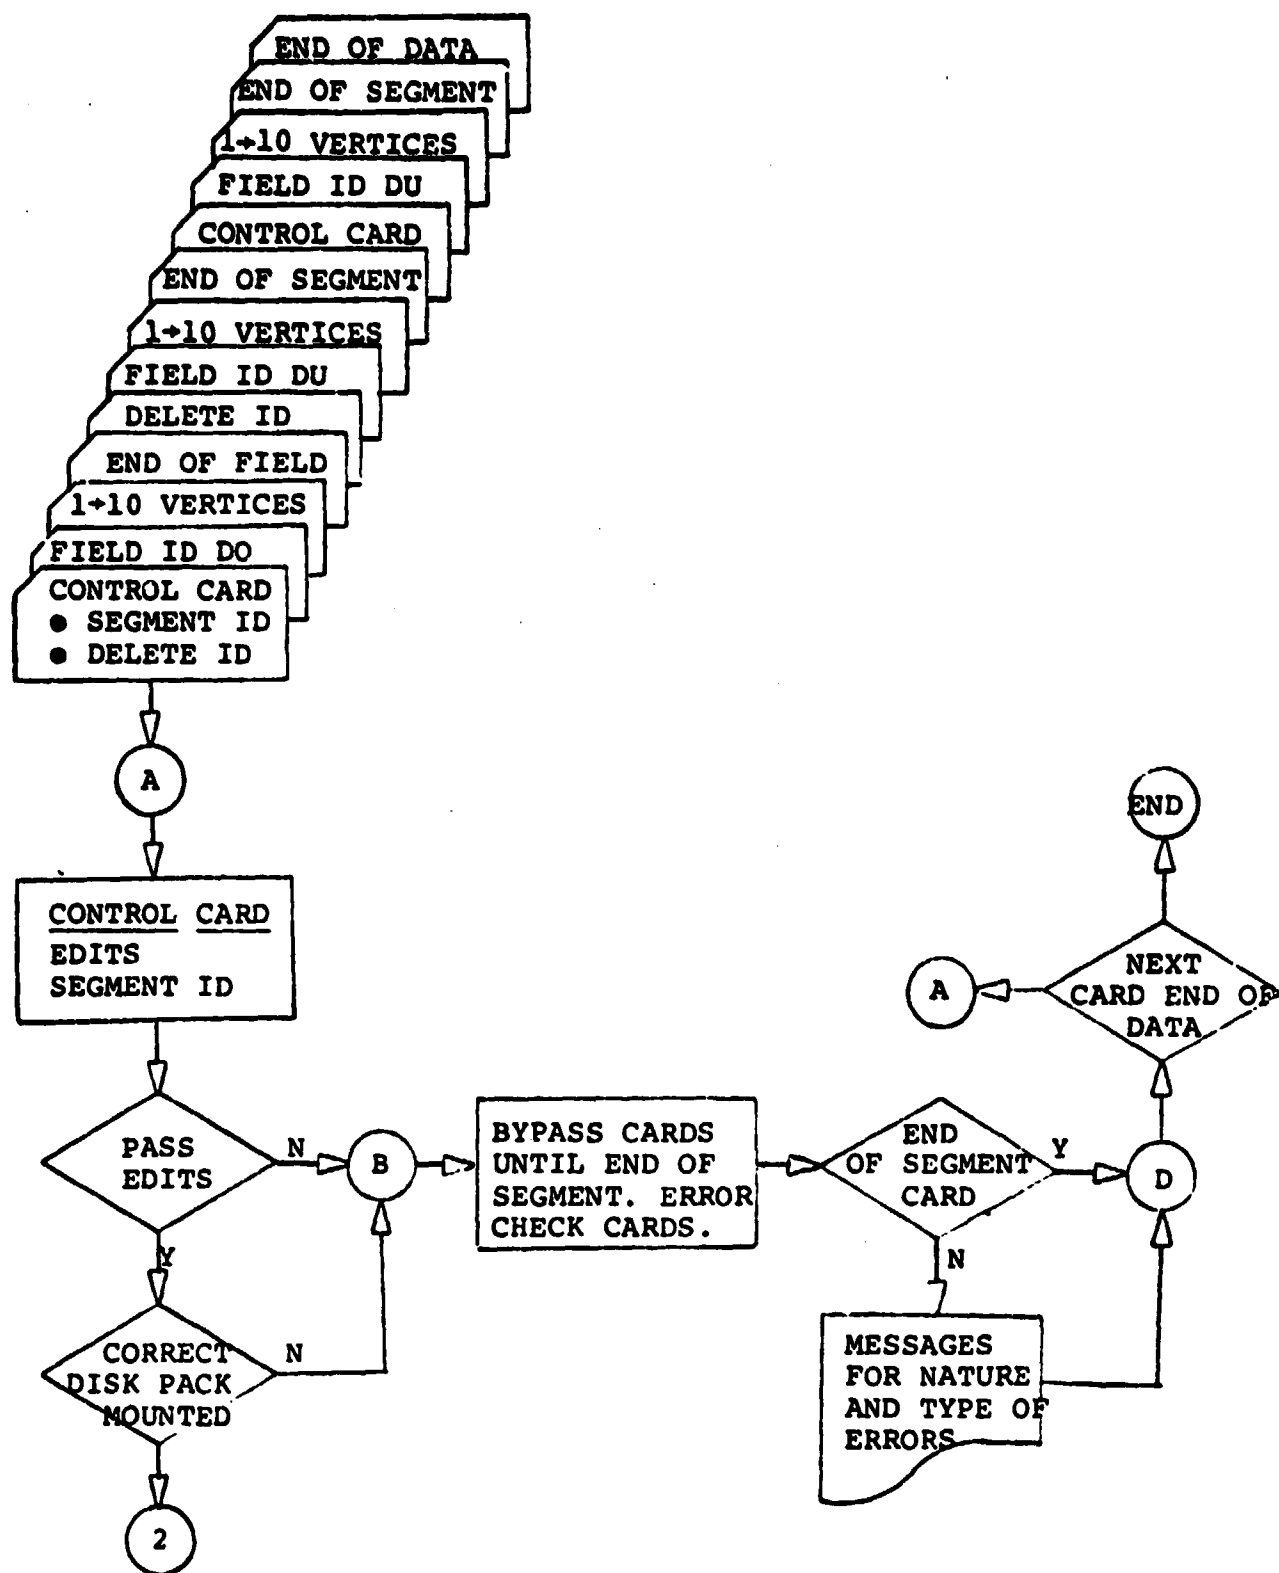 END OF DATA
END OF SEGMENT
1→10 VERTICES
FIELD ID DU
CONTROL CARD
END OF SEGMENT
1→10 VERTICES
FIELD ID DU
DELETE ID
END OF FIELD
1→10 VERTICES
FIELD ID DO
CONTROL CARD
● SEGMENT ID
● DELETE ID
A
CONTROL CARD
EDITS
SEGMENT ID
PASS
EDITS
N
Y
B
CORRECT
DISK PACK
MOUNTED
N
2
BYPASS CARDS
UNTIL END OF
SEGMENT. ERROR
CHECK CARDS.
END
OF SEGMENT
CARD
Y
N
MESSAGES
FOR NATURE
AND TYPE OF
ERRORS
D
NEXT
CARD END OF
DATA
A
END